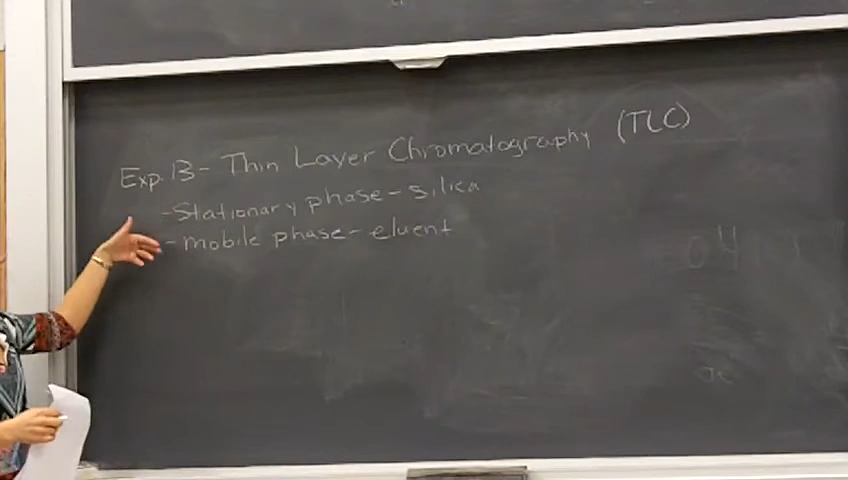 Exp. 13- Thin Layer Chromatography (TLC)
- Stationary phase - silica
- mobile phase - eluent